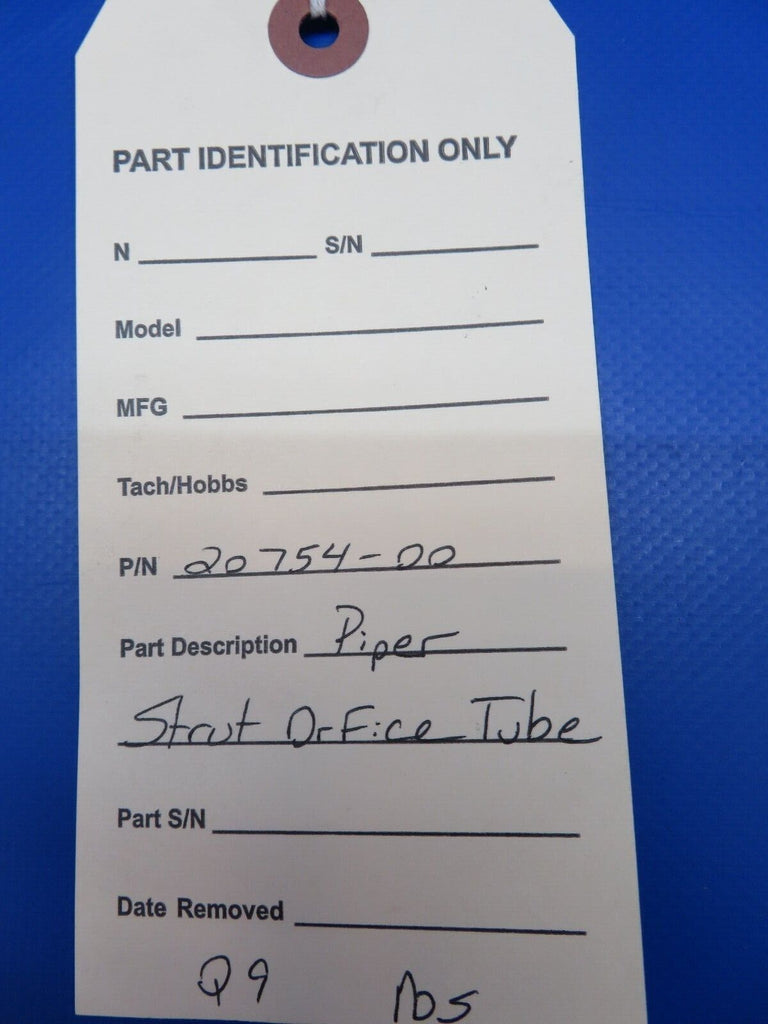 PART IDENTIFICATION ONLY
N S/N
Model
MFG
Tach/Hobbs
P/N 20754-00
Part Description Piper
Strut Orfice Tube
Part S/N
Date Removed
Q9 NOS